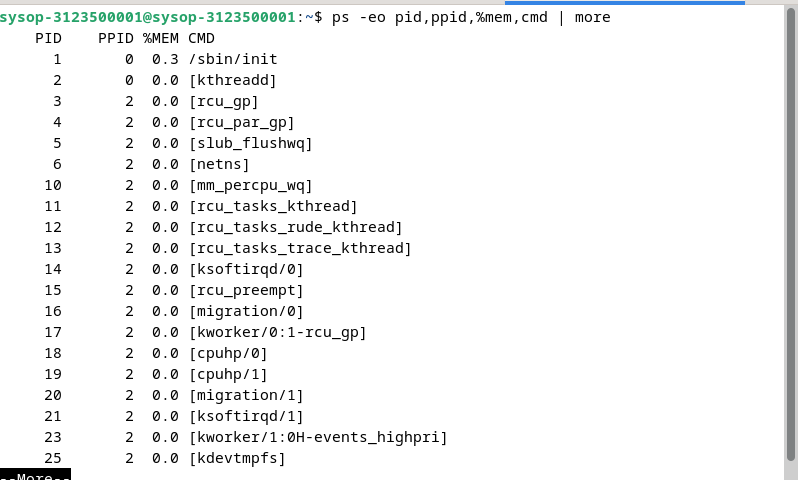 sysop-3123500001@sysop-3123500001:~$ ps -eo pid,ppid,%mem,cmd | more
PID PPID %MEM CMD
1 0 0.3 /sbin/init
2 0 0.0 [kthreadd]
3 2 0.0 [rcu_gp]
4 2 0.0 [rcu_par_gp]
5 2 0.0 [slub_flushwq]
6 2 0.0 [netns]
10 2 0.0 [mm_percpu_wq]
11 2 0.0 [rcu_tasks_kthread]
12 2 0.0 [rcu_tasks_rude_kthread]
13 2 0.0 [rcu_tasks_trace_kthread]
14 2 0.0 [ksoftirqd/0]
15 2 0.0 [rcu_preempt]
16 2 0.0 [migration/0]
17 2 0.0 [kworker/0:1-rcu_gp]
18 2 0.0 [cpuhp/0]
19 2 0.0 [cpuhp/1]
20 2 0.0 [migration/1]
21 2 0.0 [ksoftirqd/1]
23 2 0.0 [kworker/1:0H-events_highpri]
25 2 0.0 [kdevtmpfs]
--More--